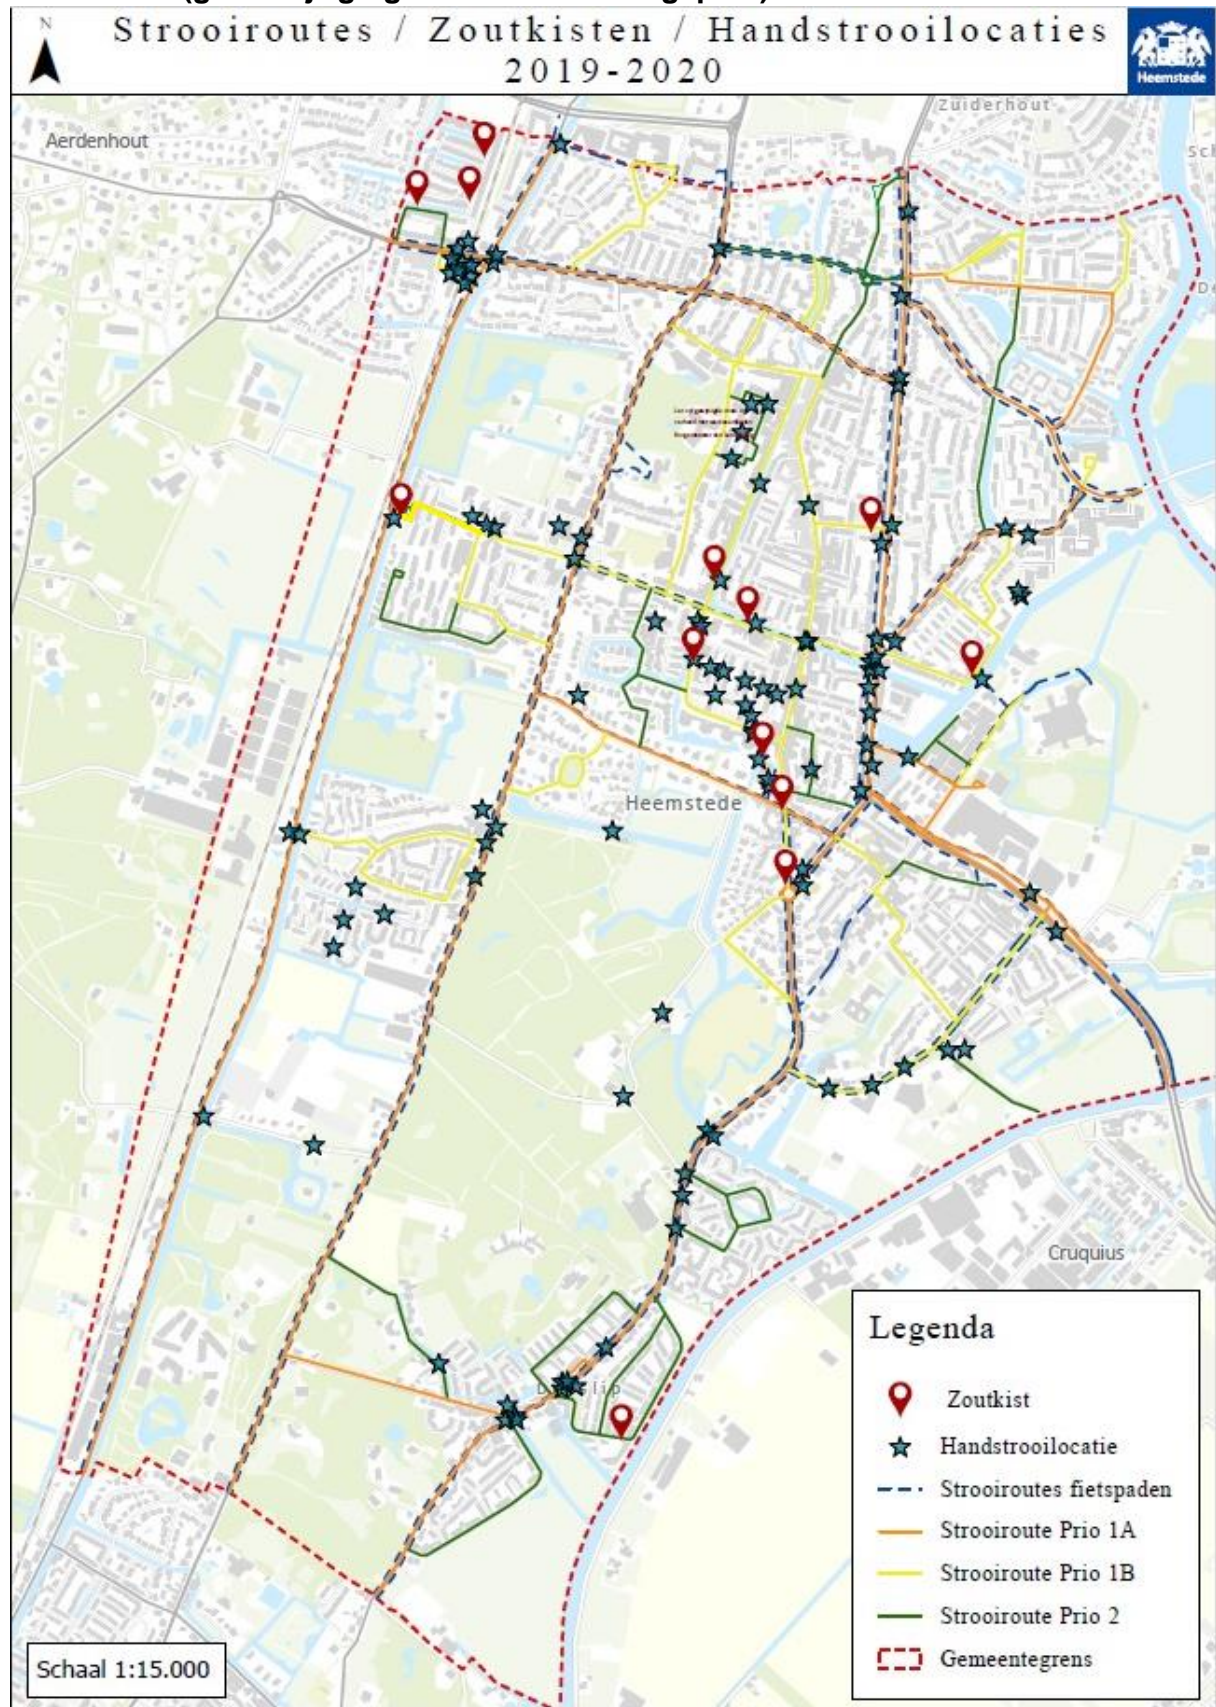 Strooiroutes / Zoutkisten / Handstrooilocaties
2019-2020
N
Heemstede
Zuiderhout
Aerdenhout
Heemstede
Cruquius
Legenda
Zoutkist
Handstrooilocatie
Strooiroutes fietspaden
Strooiroute Prio 1A
Strooiroute Prio 1B
Strooiroute Prio 2
Gemeentegrens
Schaal 1:15.000